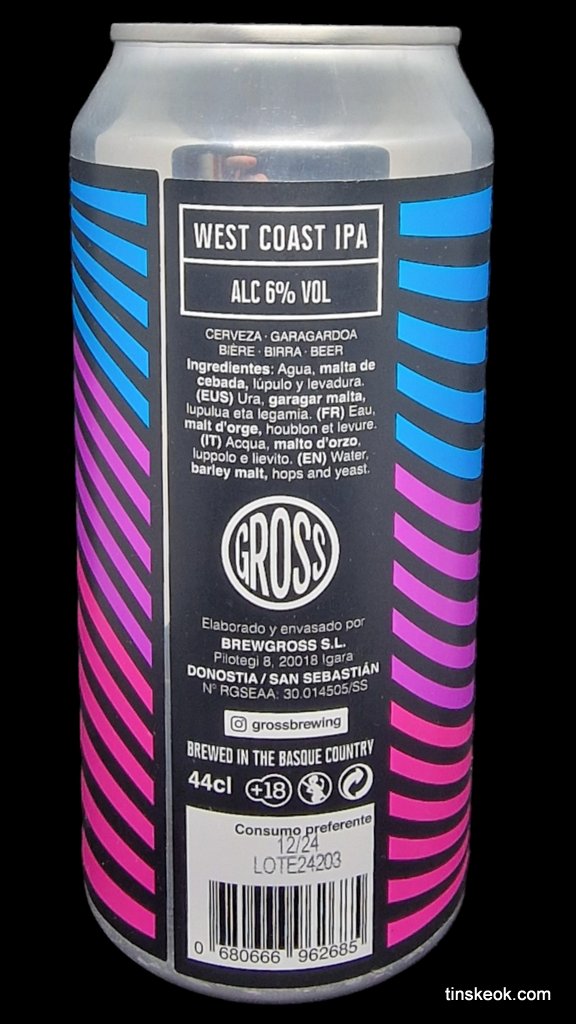 WEST COAST IPA
ALC 6% VOL
CERVEZA · GARAGARDOA
BIÈRE · BIRRA · BEER
Ingredientes: Agua, malta de
cebada, lúpulo y levadura.
(EUS) Ura, garagar malta,
lupulua eta legamia. (FR) Eau,
malt d'orge, houblon et levure.
(IT) Acqua, malto d'orzo,
luppolo e lievito. (EN) Water,
barley malt, hops and yeast.
GROSS
Elaborado y envasado por
BREWGROSS S.L.
Pilotegi 8, 20018 Igara
DONOSTIA / SAN SEBASTIÁN
Nº RGSEAA: 30.014505/SS
grossbrewing
BREWED IN THE BASQUE COUNTRY
44cl +18
Consumo preferente
12/24
LOTE24203
0 680666 962685
tinskeok.com